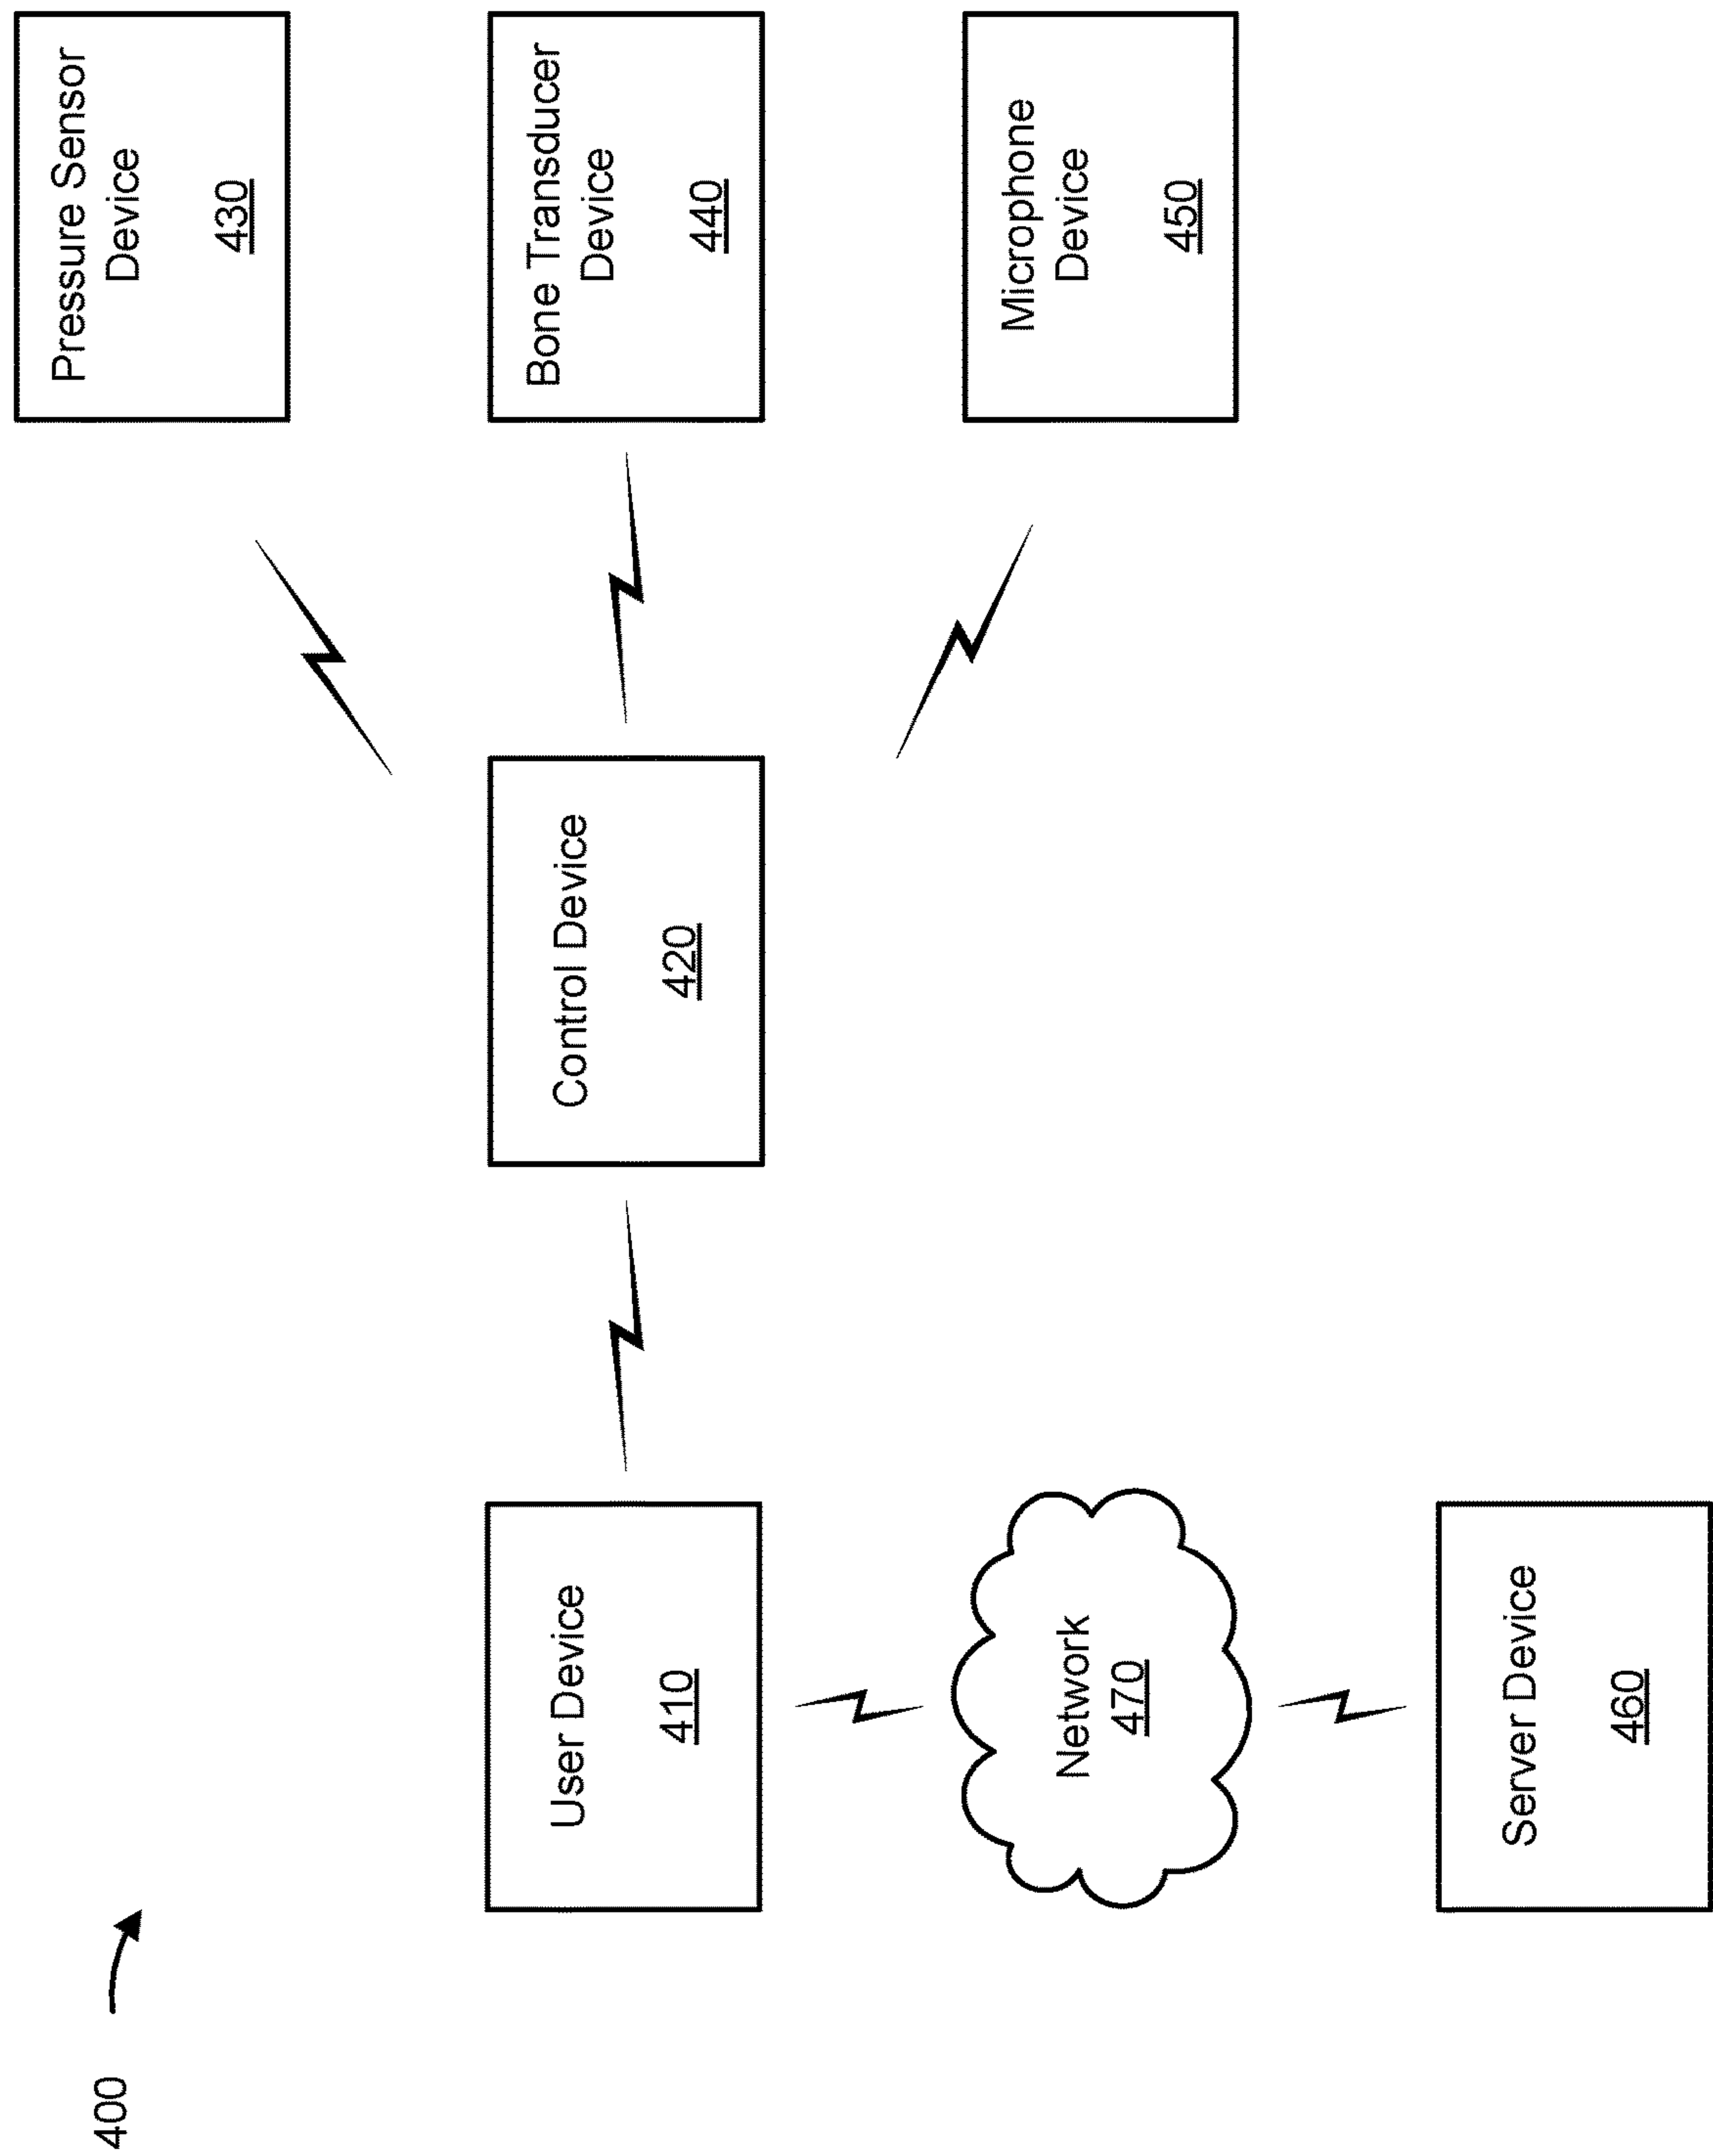 400
User Device
410
Network
470
Server Device
460
Control Device
420
Pressure Sensor
Device
430
Bone Transducer
Device
440
Microphone
Device
450